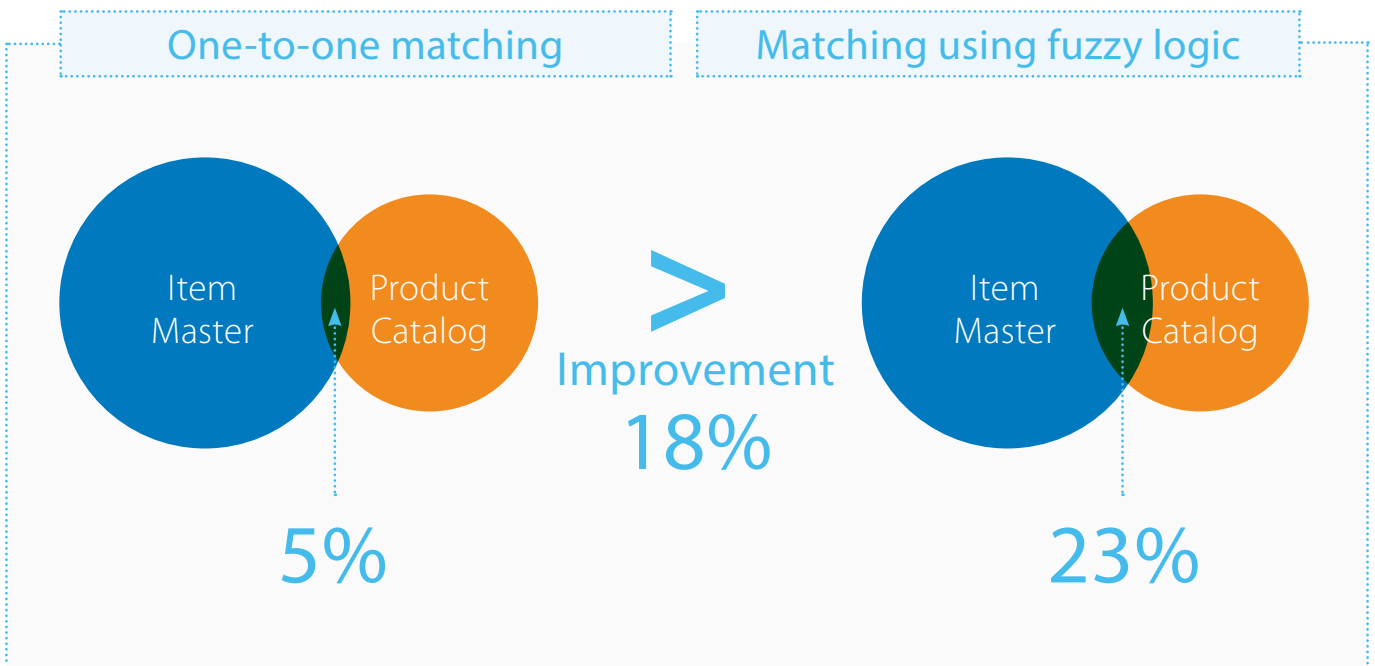 One-to-one matching
Matching using fuzzy logic
Item
Master
Product
Catalog
>
Improvement
18%
Item
Master
Product
Catalog
5%
23%